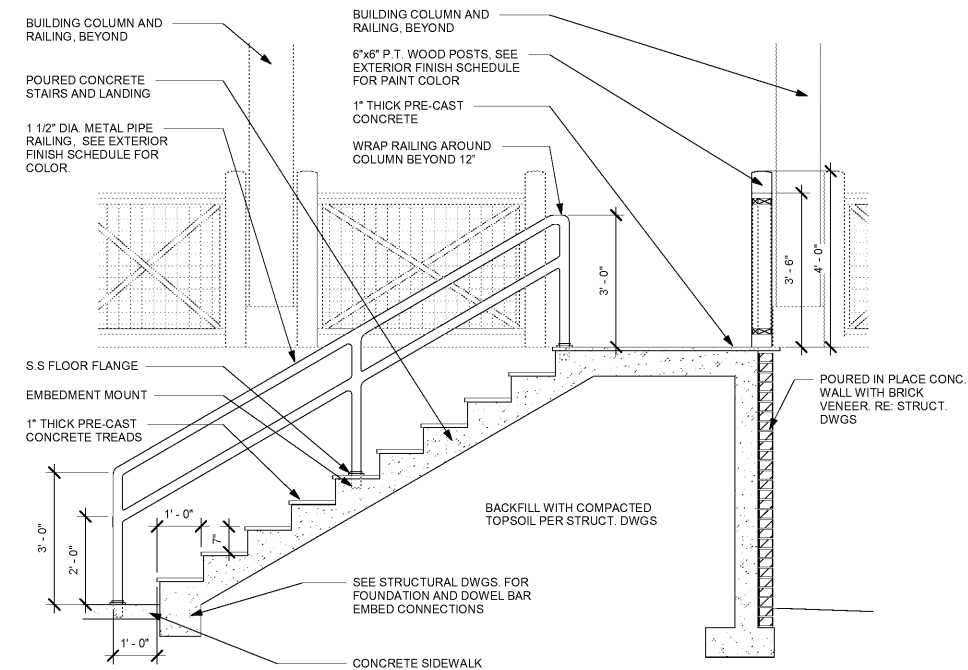 BUILDING COLUMN AND
RAILING, BEYOND
POURED CONCRETE
STAIRS AND LANDING
1 1/2" DIA. METAL PIPE
RAILING, SEE EXTERIOR
FINISH SCHEDULE FOR
COLOR.
BUILDING COLUMN AND
RAILING, BEYOND
6"x6" P.T. WOOD POSTS, SEE
EXTERIOR FINISH SCHEDULE
FOR PAINT COLOR
1" THICK PRE-CAST
CONCRETE
WRAP RAILING AROUND
COLUMN BEYOND 12"
3' - 0"
3' - 6"
4' - 0"
S.S FLOOR FLANGE
EMBEDMENT MOUNT
1" THICK PRE-CAST
CONCRETE TREADS
POURED IN PLACE CONC.
WALL WITH BRICK
VENEER. RE: STRUCT.
DWGS
BACKFILL WITH COMPACTED
TOPSOIL PER STRUCT. DWGS
3' - 0"
2' - 0"
1' - 0"
7"
SEE STRUCTURAL DWGS. FOR
FOUNDATION AND DOWEL BAR
EMBED CONNECTIONS
1' - 0"
CONCRETE SIDEWALK